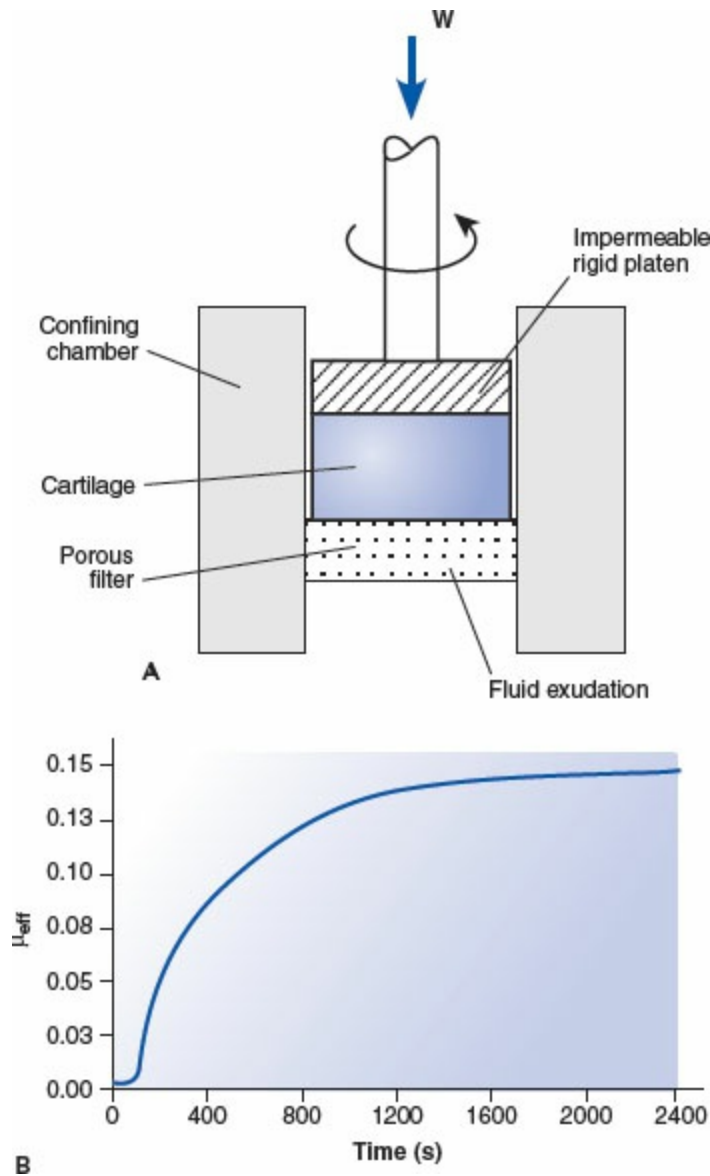 W
Impermeable
rigid platen
Confining
chamber
Cartilage
Porous
filter
A
Fluid exudation
0.15
0.13
0.10
0.08
0.05
0.03
0.00
μeff
0 400 800 1200 1600 2000 2400
Time (s)
B